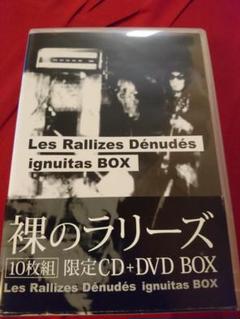 Les Rallizes Dénudés
ignuitas BOX
裸のラリーズ
10枚組 限定CD+DVD BOX
Les Rallizes Dénudés ignuitas BOX